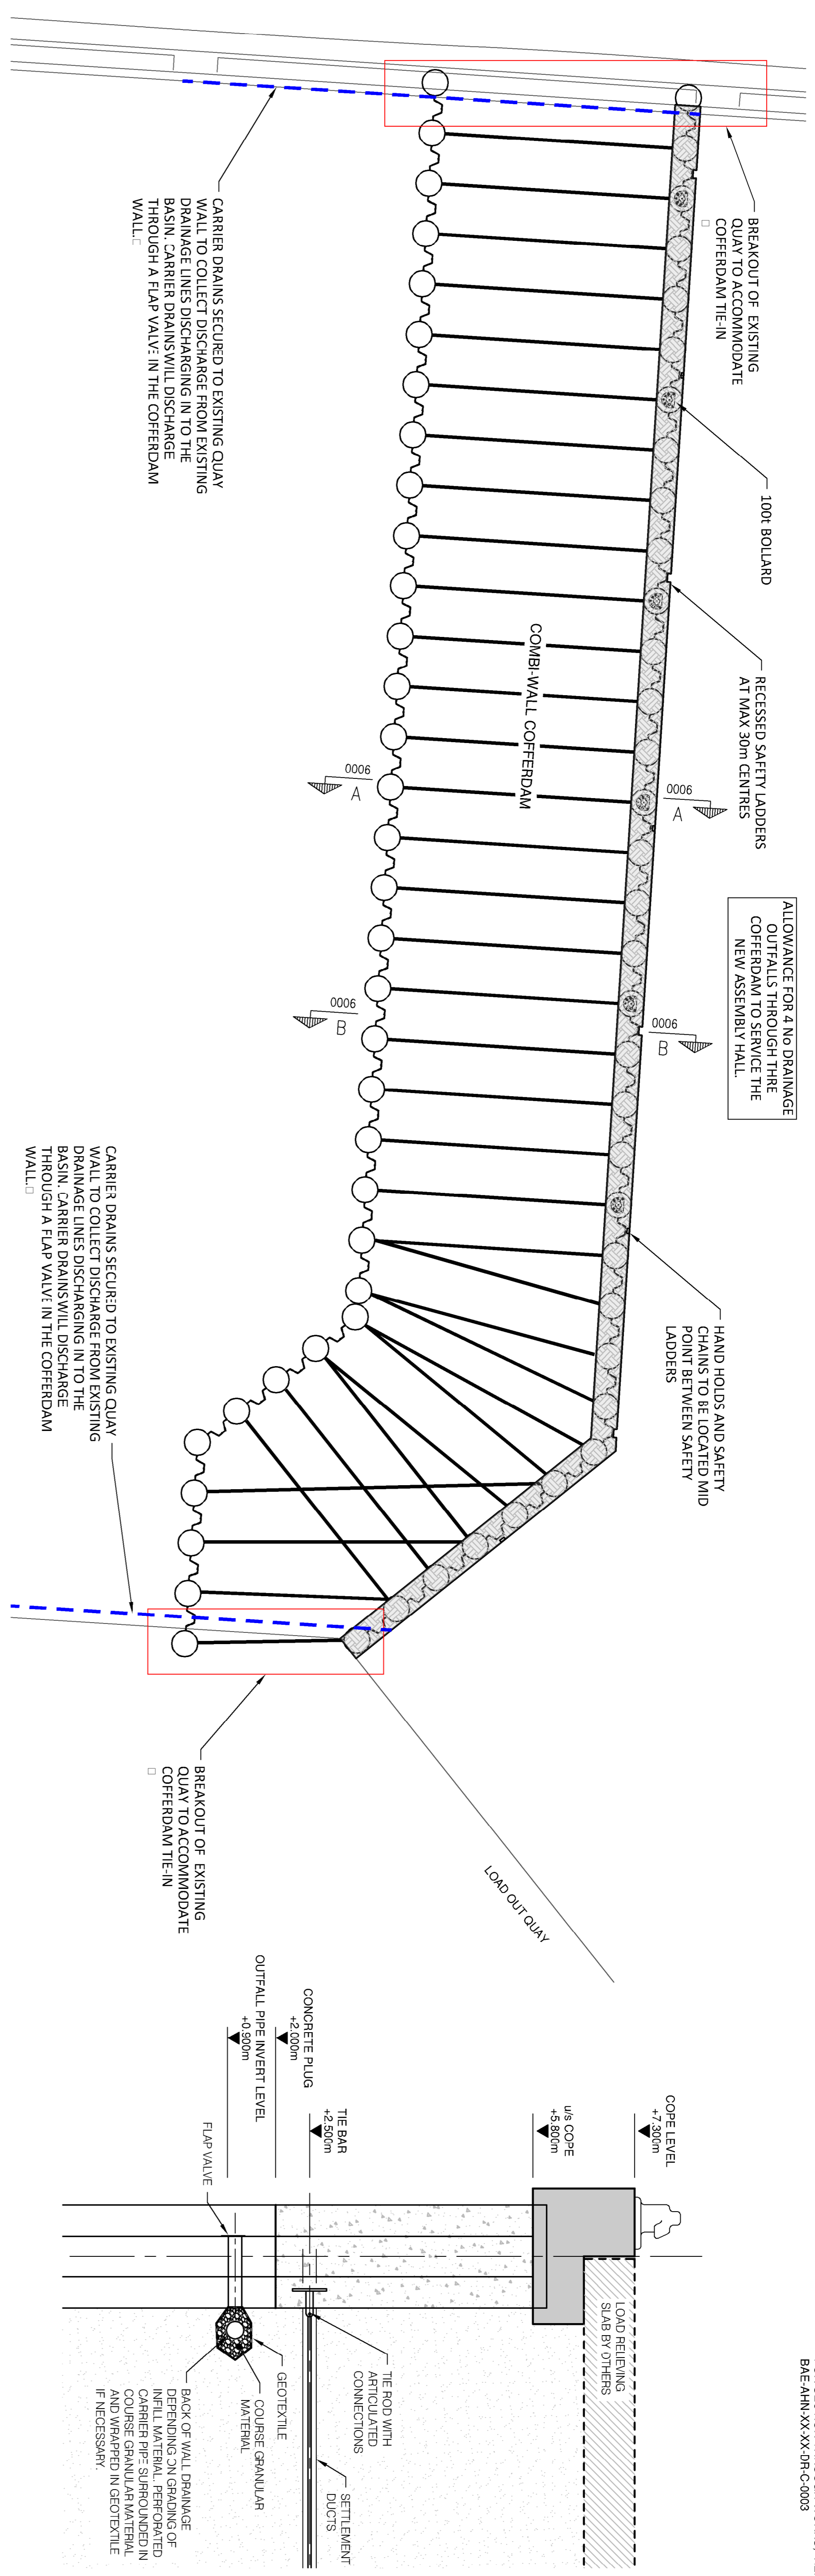 BREAKOUT OF EXISTING
QUAY TO ACCOMMODATE
COFFERDAM TIE-IN
CARRIER DRAINS SECURED TO EXISTING QUAY
WALL TO COLLECT DISCHARGE FROM EXISTING
DRAINAGE LINES DISCHARGING IN TO THE
BASIN. CARRIER DRAINS WILL DISCHARGE
THROUGH A FLAP VALVE IN THE COFFERDAM
WALL.
100t BOLLARD
RECESSED SAFETY LADDERS
AT MAX 30m CENTRES
COMBI-WALL COFFERDAM
0006
A
0006
A
ALLOWANCE FOR 4 No DRAINAGE
OUTFALLS THROUGH THRE
COFFERDAM TO SERVICE THE
NEW ASSEMBLY HALL.
0006
B
0006
B
HAND HOLDS AND SAFETY
CHAINS TO BE LOCATED MID
POINT BETWEEN SAFETY
LADDERS
CARRIER DRAINS SECURED TO EXISTING QUAY
WALL TO COLLECT DISCHARGE FROM EXISTING
DRAINAGE LINES DISCHARGING IN TO THE
BASIN. CARRIER DRAINS WILL DISCHARGE
THROUGH A FLAP VALVE IN THE COFFERDAM
WALL.
BREAKOUT OF EXISTING
QUAY TO ACCOMMODATE
COFFERDAM TIE-IN
LOAD OUT QUAY
COPE LEVEL
+7.300m
u/s COPE
+5.800m
TIE BAR
+2.500m
CONCRETE PLUG
+2.000m
OUTFALL PIPE INVERT LEVEL
+0.900m
FLAP VALVE
LOAD RELIEVING
SLAB BY OTHERS
TIE ROD WITH
ARTICULATED
CONNECTIONS
SETTLEMENT
DUCTS
GEOTEXTILE
COURSE GRANULAR
MATERIAL
BACK OF WALL DRAINAGE
DEPENDING ON GRADING OF
INFILL MATERIAL. PERFORATED
CARRIER PIPE SURROUNDED IN
COURSE GRANULAR MATERIAL
AND WRAPPED IN GEOTEXTILE
IF NECESSARY.
BAE-AHN-XX-XX-DR-C-0003